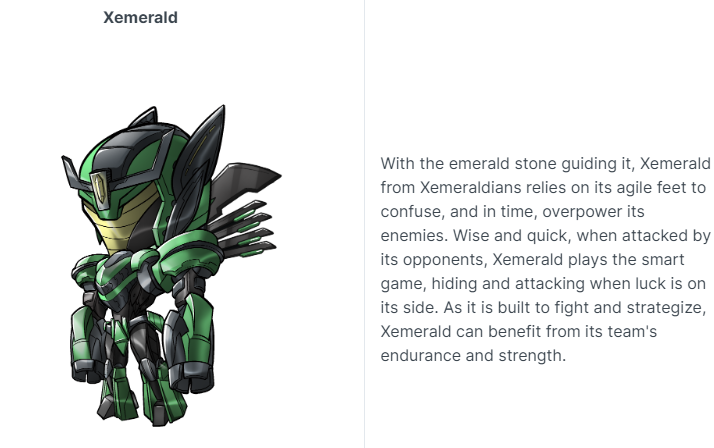 Xemerald
With the emerald stone guiding it, Xemerald
from Xemeraldians relies on its agile feet to
confuse, and in time, overpower its
enemies. Wise and quick, when attacked by
its opponents, Xemerald plays the smart
game, hiding and attacking when luck is on
its side. As it is built to fight and strategize,
Xemerald can benefit from its team's
endurance and strength.